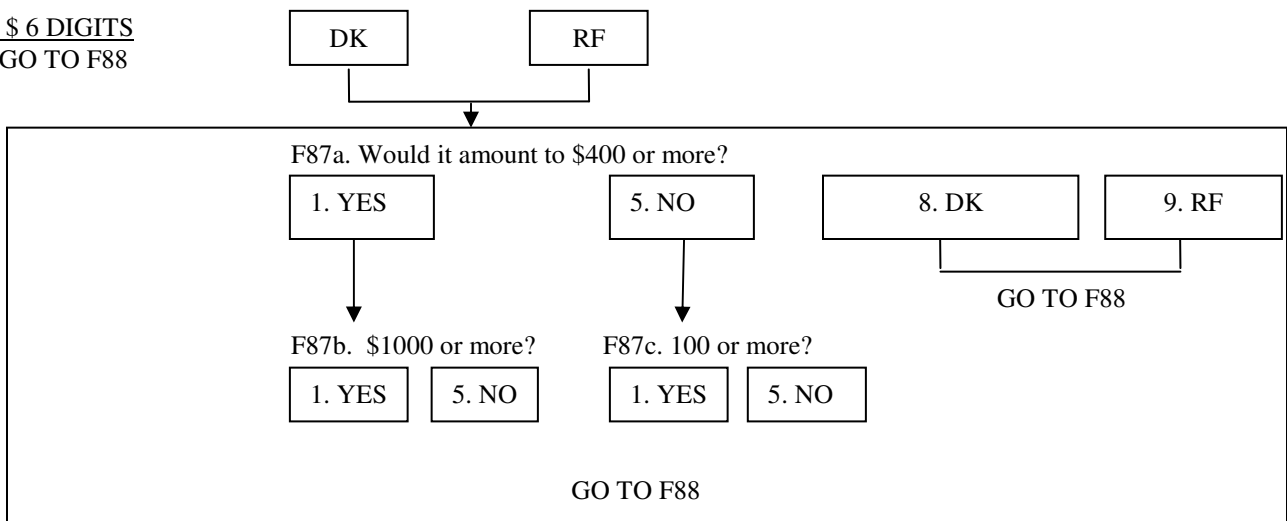 $ 6 DIGITS
GO TO F88
DK
RF
F87a. Would it amount to $400 or more?
1. YES
5. NO
8. DK
9. RF
GO TO F88
F87b. $1000 or more?
F87c. 100 or more?
1. YES
5. NO
1. YES
5. NO
GO TO F88